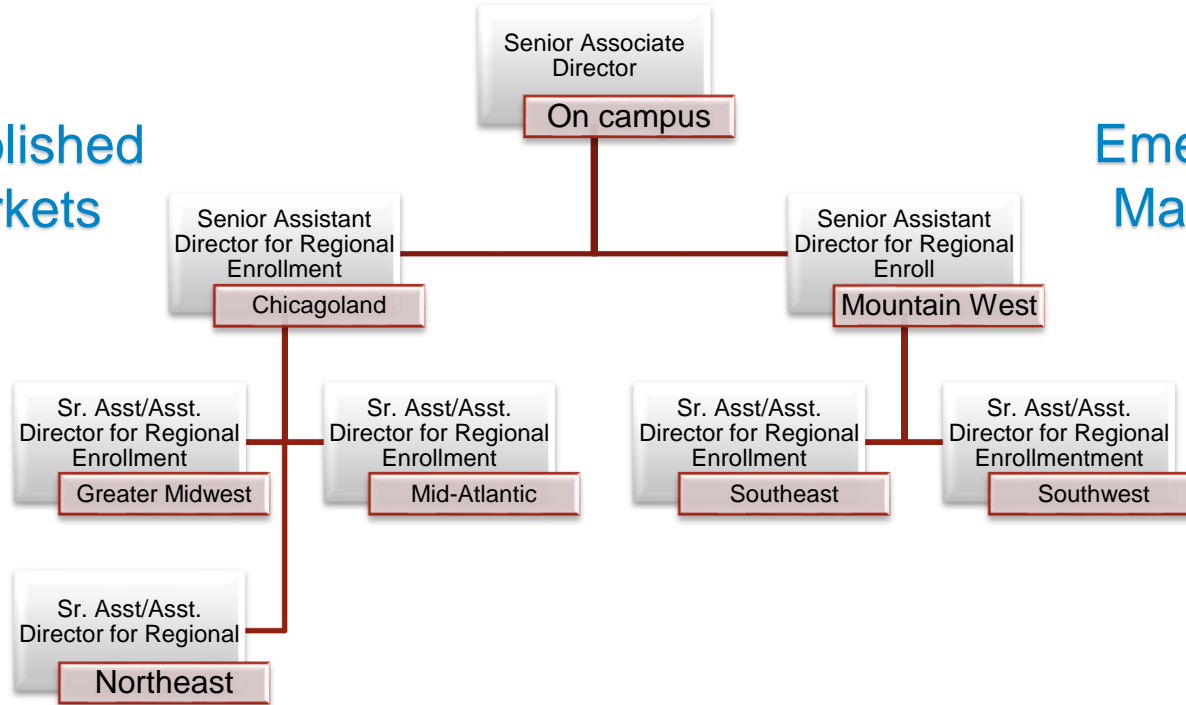 Senior Associate
Director
On campus
blished
rkets
Eme
Ma
Senior Assistant
Director for Regional
Enrollment
Chicagoland
Senior Assistant
Director for Regional
Enroll
Mountain West
Sr. Asst/Asst.
Director for Regional
Enrollment
Greater Midwest
Sr. Asst/Asst.
Director for Regional
Enrollment
Mid-Atlantic
Sr. Asst/Asst.
Director for Regional
Enrollment
Southeast
Sr. Asst/Asst.
Director for Regional
Enrollmentment
Southwest
Sr. Asst/Asst.
Director for Regional
Northeast